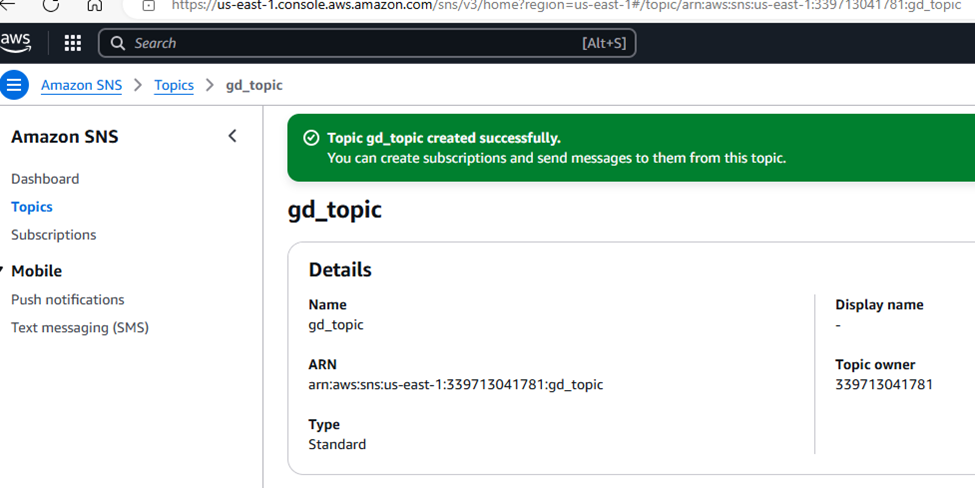 https://us-east-1.console.aws.amazon.com/sns/v3/home?region=us-east-1#/topic/arn:aws:sns:us-east-1:339713041781:gd_topic
aws
Search [Alt+S]
Amazon SNS > Topics > gd_topic
Amazon SNS
Dashboard
Topics
Subscriptions
Mobile
Push notifications
Text messaging (SMS)
Topic gd_topic created successfully.
You can create subscriptions and send messages to them from this topic.
gd_topic
Details
Name
gd_topic
ARN
arn:aws:sns:us-east-1:339713041781:gd_topic
Type
Standard
Display name
-
Topic owner
339713041781